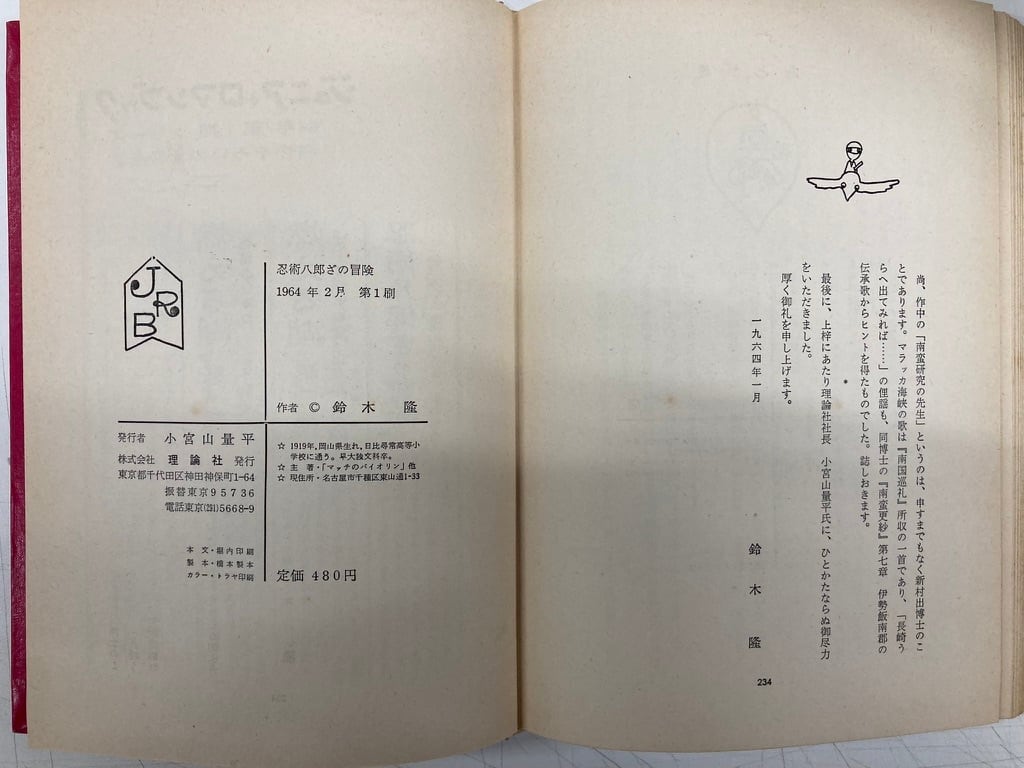 尚、作中の「南蛮研究の先生」というのは、申すまでもなく新村出博士のこ
とであります。マラッカ海峡の歌は『南国巡礼』所収の一首であり、「長崎う
らへ出てみれば……」の俚謡も、同博士の『南蛮更紗』第七章　伊勢飯南郡の
伝承歌からヒントを得たものでした。誌しおきます。
最後に、上梓にあたり理論社社長　小宮山量平氏に、ひとかたならぬ御尽力
をいただきました。
厚く御礼を申し上げます。
一九六四年一月
鈴木　隆
234
JRB
忍術八郎ざの冒険
1964年2月　第1刷
作者　©　鈴木　隆
発行者　小宮山量平
株式会社　理論社　発行
東京都千代田区神田神保町1-64
振替東京95736
電話東京(231)5668-9
☆ 1919年,岡山県生れ。日比尋常高等小
学校に通う。早大独文科卒。
☆ 主　著・「マッチのバイオリン」他
☆ 現住所・名古屋市千種区東山通1-33
本　文・堀内印刷
製　本・橋本製本
カラー・トラヤ印刷
定価 480円